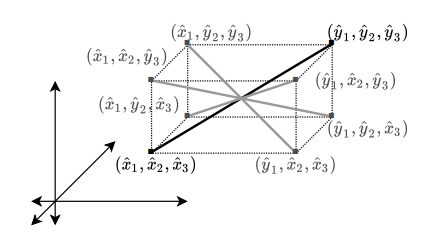 (x̂₁, ŷ₂, ŷ₃)
(ŷ₁, ŷ₂, ŷ₃)
(x̂₁, x̂₂, ŷ₃)
(ŷ₁, x̂₂, ŷ₃)
(x̂₁, ŷ₂, x̂₃)
(ŷ₁, ŷ₂, x̂₃)
(x̂₁, x̂₂, x̂₃)
(ŷ₁, x̂₂, x̂₃)